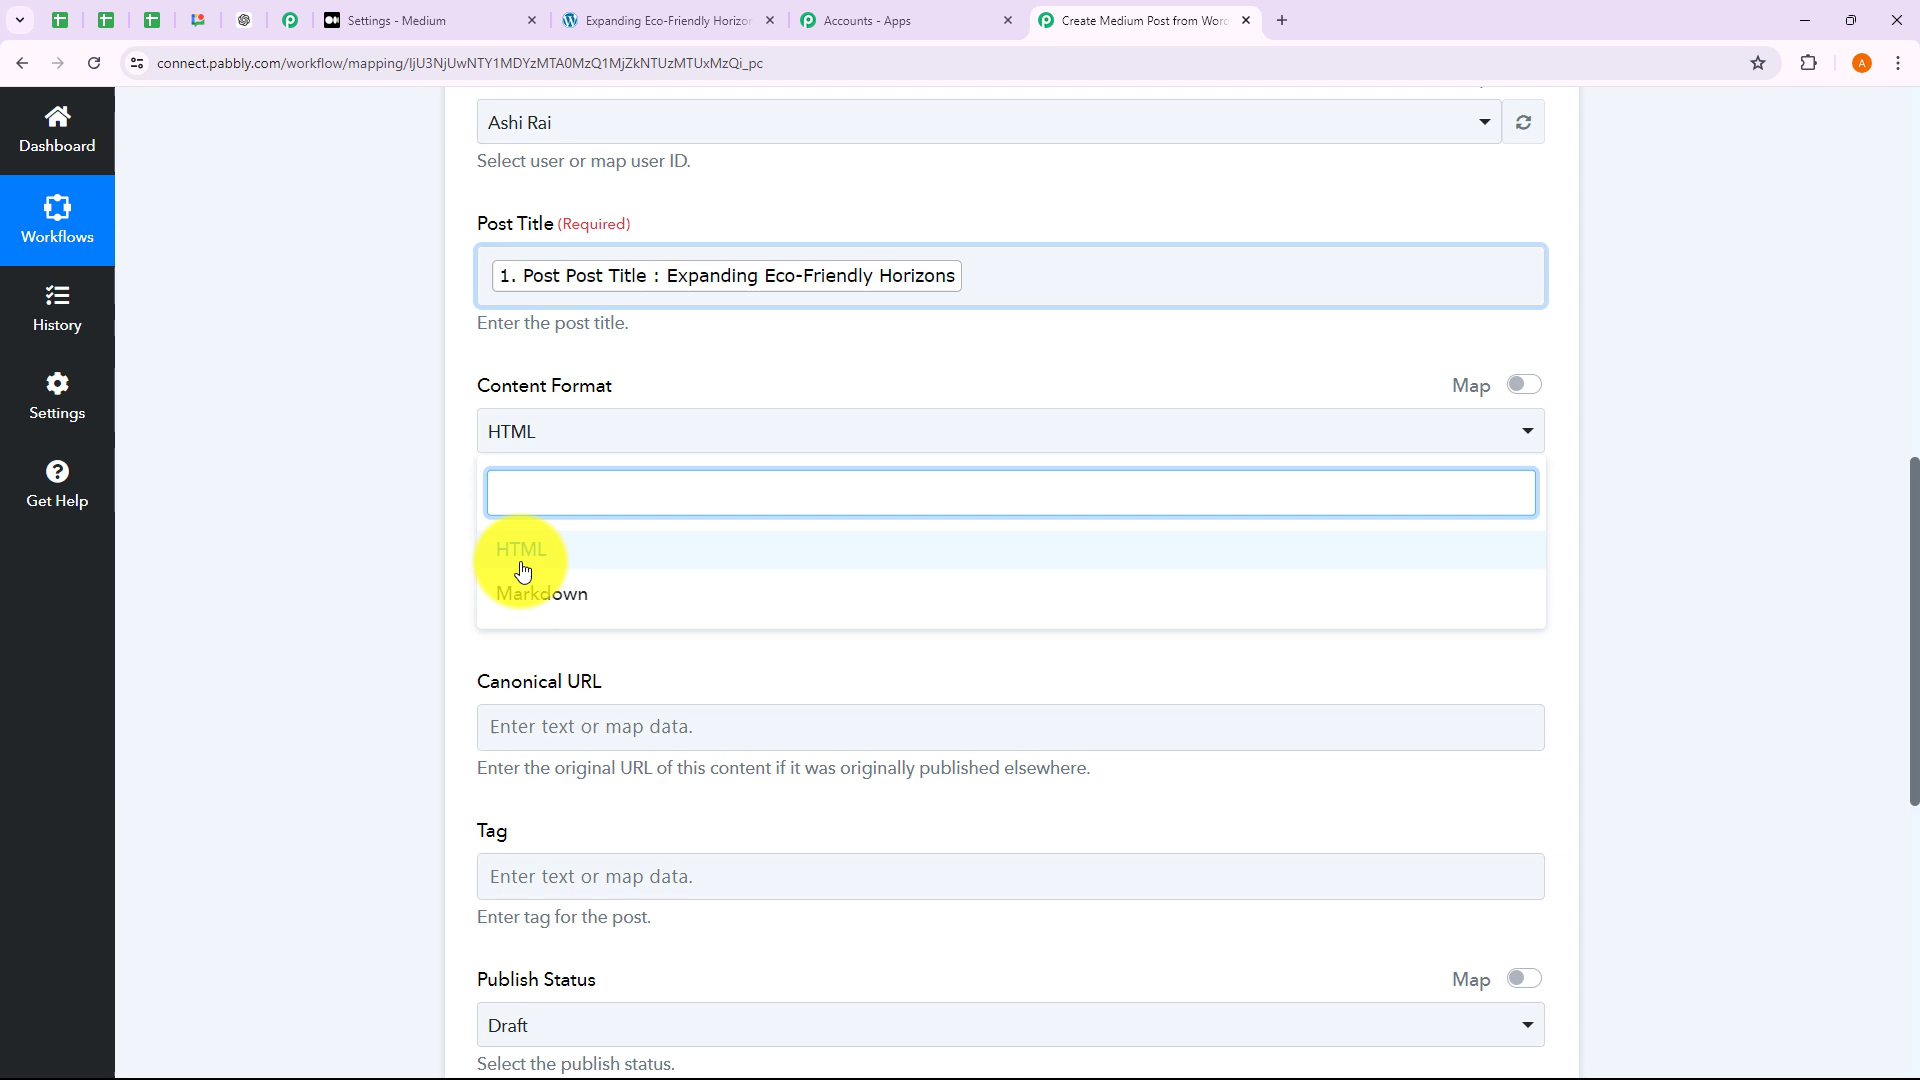 Settings - Medium
Expanding Eco-Friendly Horizon
Accounts - Apps
Create Medium Post from Word
connect.pabbly.com/workflow/mapping/IjU3NjUwNTY1MDYzMTA0MzQ1MjZkNTUzMTUxMzQi_pc
A
Dashboard
Workflows
History
Settings
Get Help
Ashi Rai
Select user or map user ID.
Post Title (Required)
1. Post Post Title : Expanding Eco-Friendly Horizons
Enter the post title.
Content Format
Map
HTML
HTML
Markdown
Canonical URL
Enter text or map data.
Enter the original URL of this content if it was originally published elsewhere.
Tag
Enter text or map data.
Enter tag for the post.
Publish Status
Map
Draft
Select the publish status.